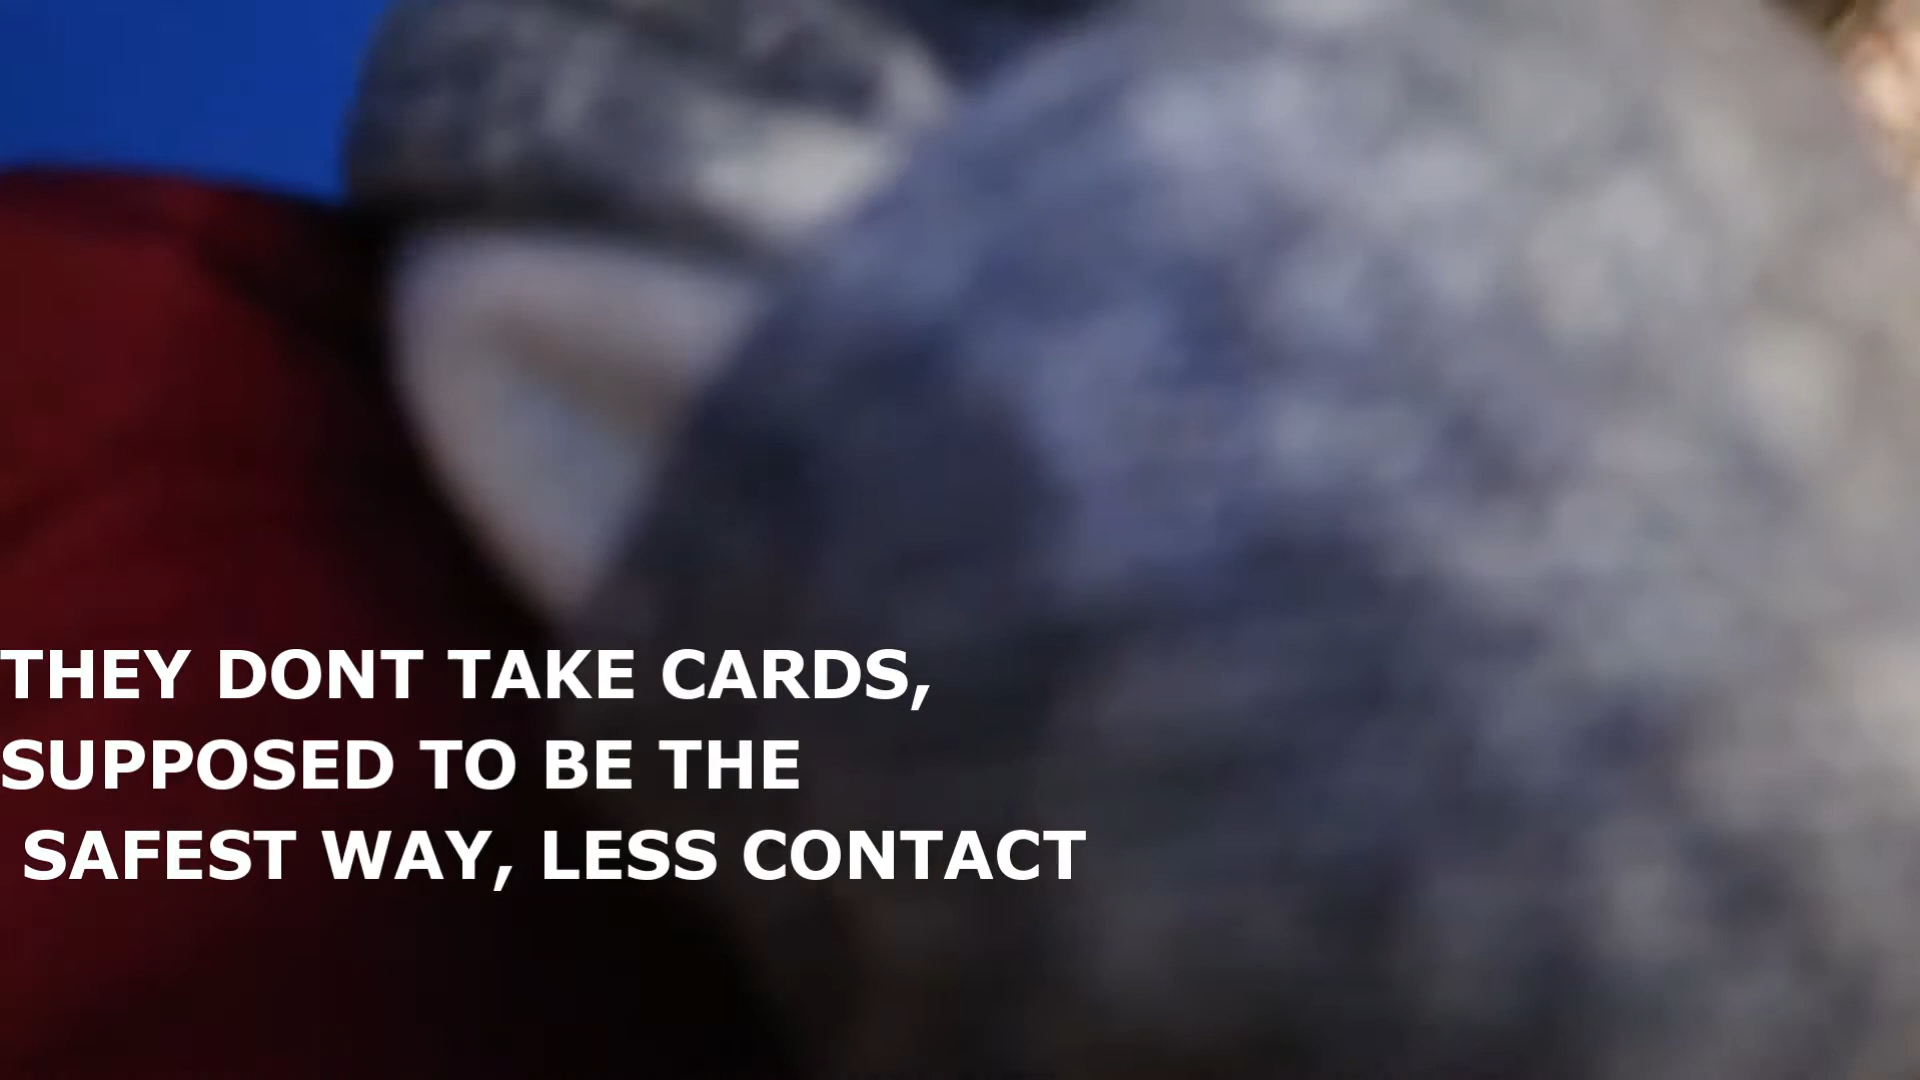 THEY DONT TAKE CARDS,
SUPPOSED TO BE THE
SAFEST WAY, LESS CONTACT